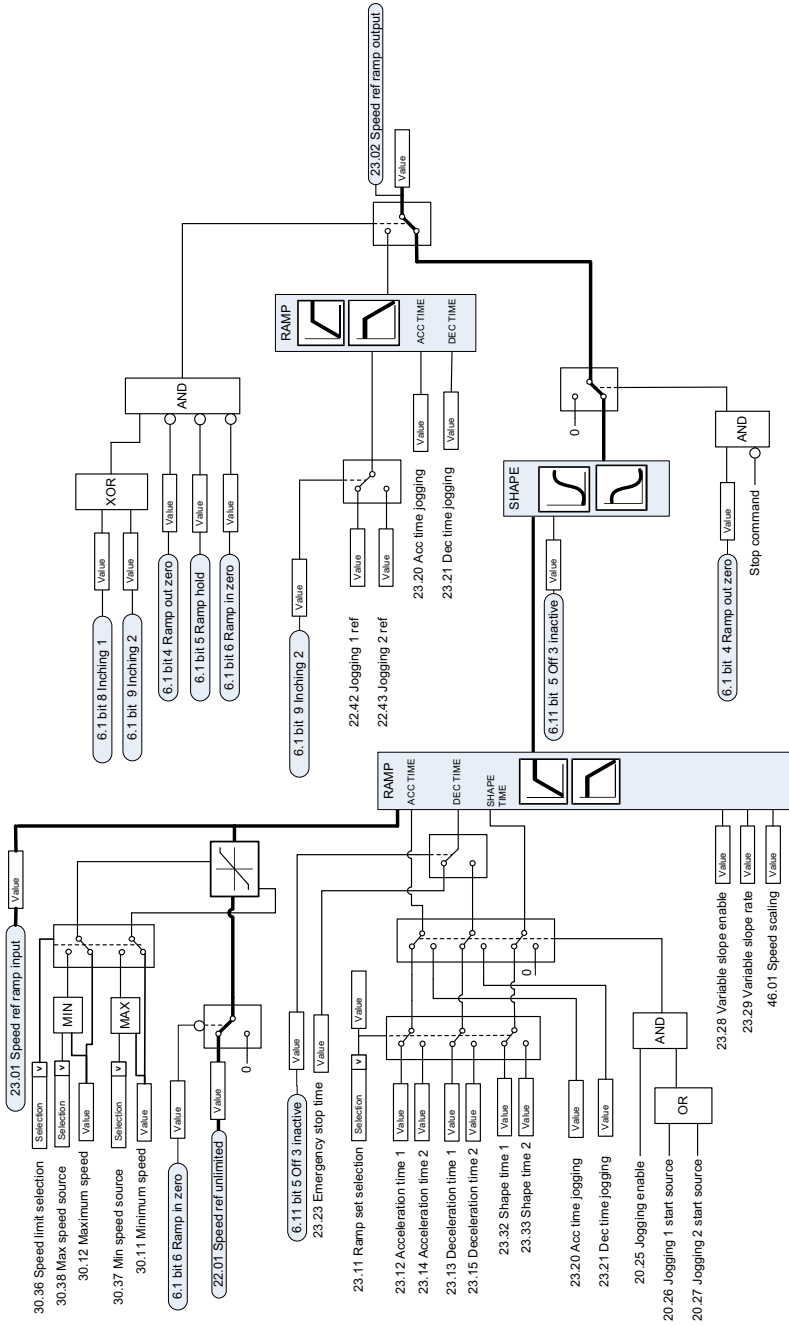 23.01 Speed ref ramp input
Value
30.36 Speed limit selection
Selection
v
30.38 Max speed source
Selection
v
30.12 Maximum speed
Value
MIN
30.37 Min speed source
Selection
v
30.11 Minimum speed
Value
MAX
6.1 bit 6 Ramp in zero
Value
22.01 Speed ref unlimited
Value
0
6.11 bit 5 Off 3 inactive
Value
23.23 Emergency stop time
Value
23.11 Ramp set selection
Selection
v
Value
23.12 Acceleration time 1
Value
23.14 Acceleration time 2
Value
23.13 Deceleration time 1
Value
23.15 Deceleration time 2
Value
23.32 Shape time 1
Value
23.33 Shape time 2
Value
0
23.20 Acc time jogging
Value
23.21 Dec time jogging
Value
20.25 Jogging enable
AND
20.26 Jogging 1 start source
20.27 Jogging 2 start source
OR
RAMP
ACC TIME
DEC TIME
SHAPE
TIME
23.28 Variable slope enable
Value
23.29 Variable slope rate
Value
46.01 Speed scaling
Value
6.1 bit 8 Inching 1
Value
6.1 bit 9 Inching 2
Value
XOR
6.1 bit 4 Ramp out zero
Value
6.1 bit 5 Ramp hold
Value
6.1 bit 6 Ramp in zero
Value
AND
6.1 bit 9 Inching 2
Value
22.42 Jogging 1 ref
Value
22.43 Jogging 2 ref
Value
23.20 Acc time jogging
Value
23.21 Dec time jogging
Value
RAMP
ACC TIME
DEC TIME
23.02 Speed ref ramp output
Value
6.11 bit 5 Off 3 inactive
Value
SHAPE
0
6.1 bit 4 Ramp out zero
Value
Stop command
AND